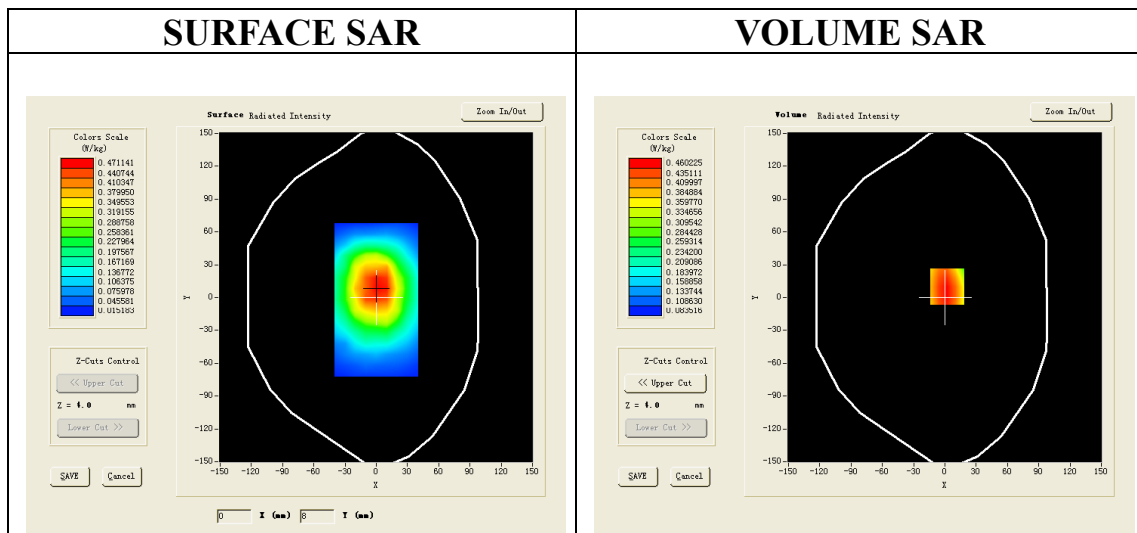 SURFACE SAR
VOLUME SAR
Surface Radiated Intensity
Zoom In/Out
Colors Scale
(W/kg)
0.471141
0.440744
0.410347
0.379950
0.349553
0.319155
0.288758
0.258361
0.227964
0.197567
0.167169
0.136772
0.106375
0.075978
0.045581
0.015183
150
120
90
60
30
0
-30
-60
-90
-120
-150
Y
-150 -120 -90 -60 -30 0 30 60 90 120 150
X
Z-Cuts Control
<< Upper Cut
Z = 4.0 mm
Lower Cut >>
SAVE Cancel
0 X (mm) 8 Y (mm)
Volume Radiated Intensity
Zoom In/Out
Colors Scale
(W/kg)
0.460225
0.435111
0.409997
0.384884
0.359770
0.334656
0.309542
0.284428
0.259314
0.234200
0.209086
0.183972
0.158858
0.133744
0.108630
0.083516
150
120
90
60
30
0
-30
-60
-90
-120
-150
Y
-150 -120 -90 -60 -30 0 30 60 90 120 150
X
Z-Cuts Control
<< Upper Cut
Z = 4.0 mm
Lower Cut >>
SAVE Cancel